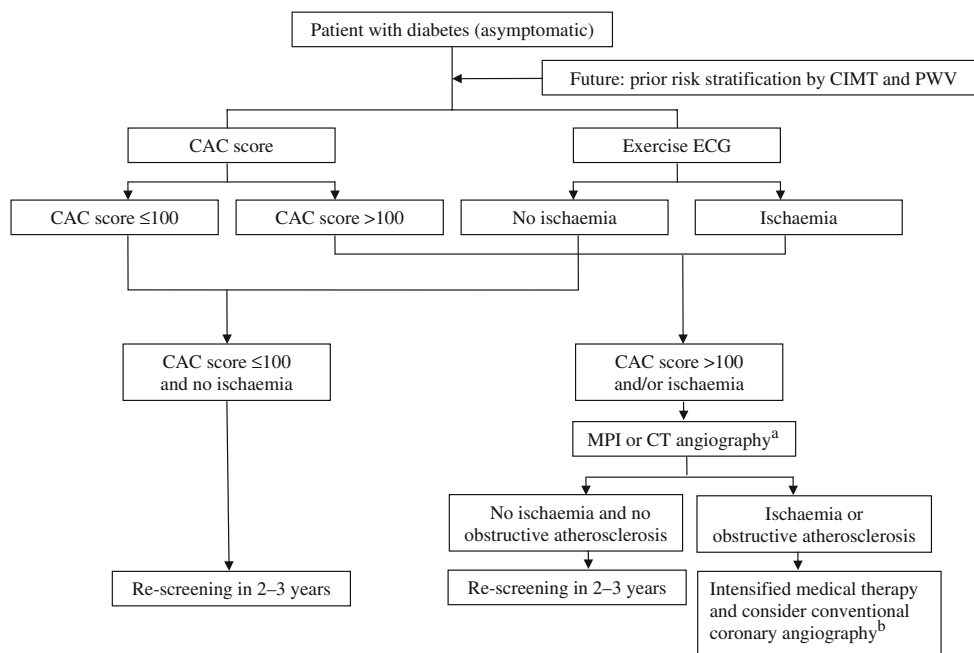 Patient with diabetes (asymptomatic)
Future: prior risk stratification by CIMT and PWV
CAC score
Exercise ECG
CAC score ≤100
CAC score >100
No ischaemia
Ischaemia
CAC score ≤100
and no ischaemia
CAC score >100
and/or ischaemia
MPI or CT angiographyᵃ
No ischaemia and no
obstructive atherosclerosis
Ischaemia or
obstructive atherosclerosis
Re-screening in 2–3 years
Re-screening in 2–3 years
Intensified medical therapy
and consider conventional
coronary angiographyᵇ